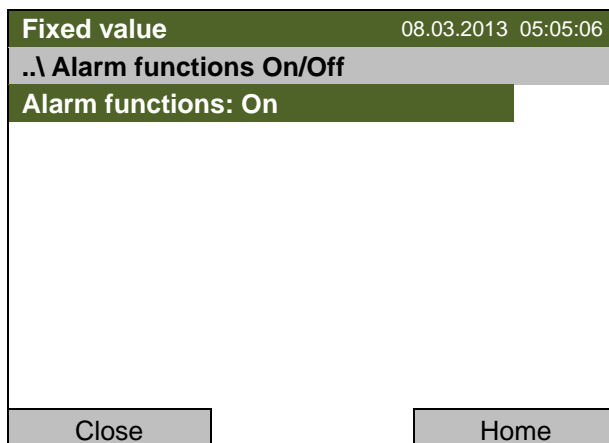 Fixed value 08.03.2013 05:05:06
..\ Alarm functions On/Off
Alarm functions: On
Close Home